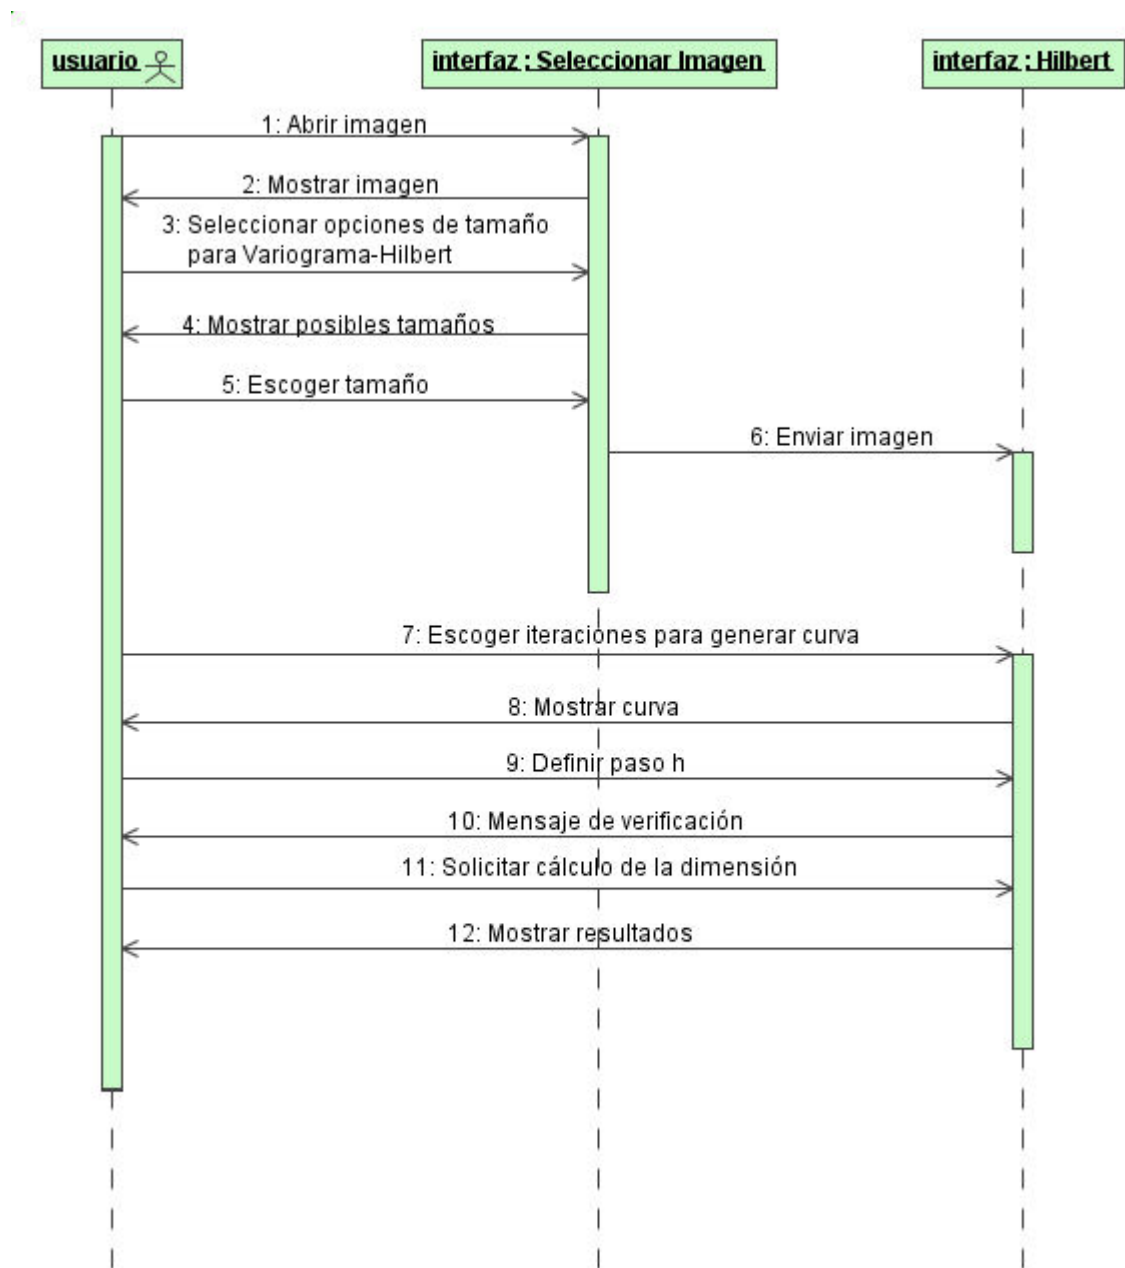 usuario
interfaz : Seleccionar Imagen
interfaz : Hilbert
1: Abrir imagen
2: Mostrar imagen
3: Seleccionar opciones de tamaño
para Variograma-Hilbert
4: Mostrar posibles tamaños
5: Escoger tamaño
6: Enviar imagen
7: Escoger iteraciones para generar curva
8: Mostrar curva
9: Definir paso h
10: Mensaje de verificación
11: Solicitar cálculo de la dimensión
12: Mostrar resultados